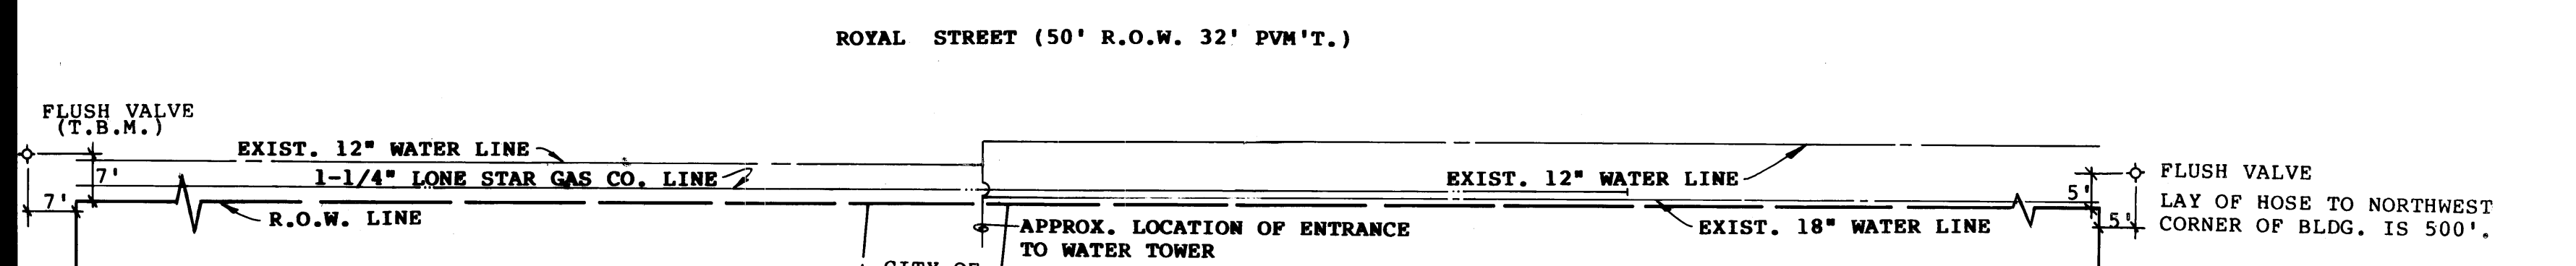 ROYAL STREET (50' R.O.W. 32' PVM'T.)
FLUSH VALVE
(T.B.M.)
EXIST. 12" WATER LINE
7'
1-1/4" LONE STAR GAS CO. LINE
7'
R.O.W. LINE
EXIST. 12" WATER LINE
APPROX. LOCATION OF ENTRANCE
TO WATER TOWER
EXIST. 18" WATER LINE
5'
5'
FLUSH VALVE
LAY OF HOSE TO NORTHWEST
CORNER OF BLDG. IS 500'.
CITY OF